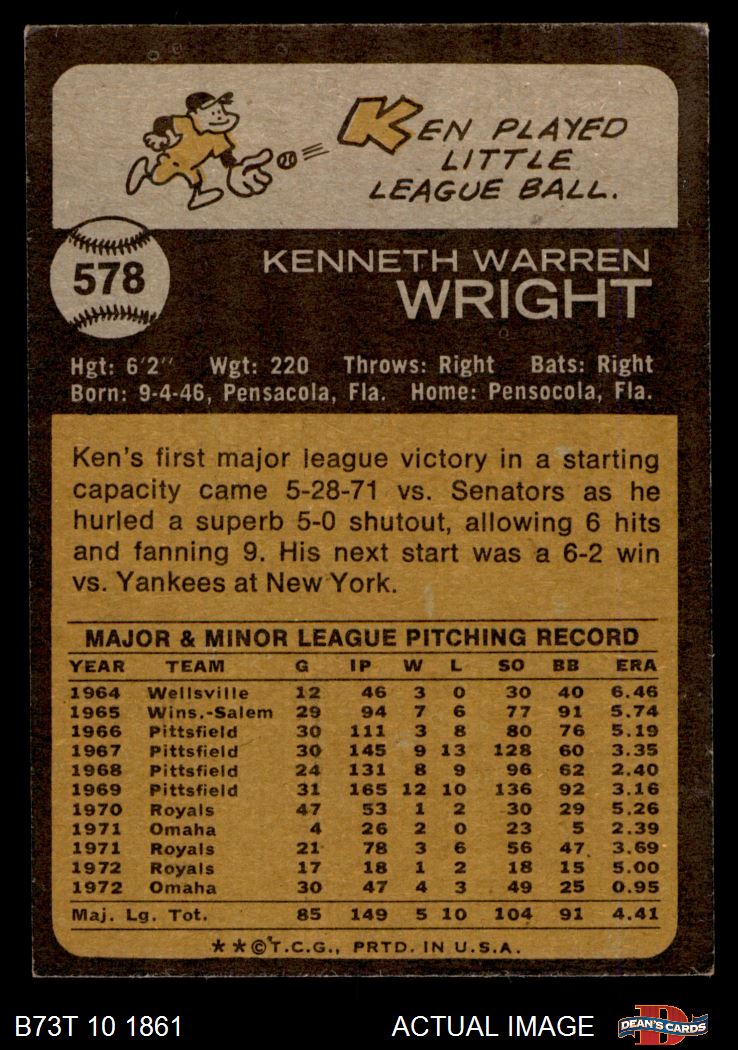 KEN PLAYED
LITTLE
LEAGUE BALL.
578
KENNETH WARREN
WRIGHT
Hgt: 6'2" Wgt: 220 Throws: Right Bats: Right
Born: 9-4-46, Pensacola, Fla. Home: Pensocola, Fla.
Ken's first major league victory in a starting
capacity came 5-28-71 vs. Senators as he
hurled a superb 5-0 shutout, allowing 6 hits
and fanning 9. His next start was a 6-2 win
vs. Yankees at New York.
MAJOR & MINOR LEAGUE PITCHING RECORD
YEAR TEAM G IP W L SO BB ERA
1964 Wellsville 12 46 3 0 30 40 6.46
1965 Wins.-Salem 29 94 7 6 77 91 5.74
1966 Pittsfield 30 111 3 8 80 76 5.19
1967 Pittsfield 30 145 9 13 128 60 3.35
1968 Pittsfield 24 131 8 9 96 62 2.40
1969 Pittsfield 31 165 12 10 136 92 3.16
1970 Royals 47 53 1 2 30 29 5.26
1971 Omaha 4 26 2 0 23 5 2.39
1971 Royals 21 78 3 6 56 47 3.69
1972 Royals 17 18 1 2 18 15 5.00
1972 Omaha 30 47 4 3 49 25 0.95
Maj. Lg. Tot. 85 149 5 10 104 91 4.41
**©T.C.G., PRTD. IN U.S.A.
B73T 10 1861 ACTUAL IMAGE
D
DEAN'S CARDS